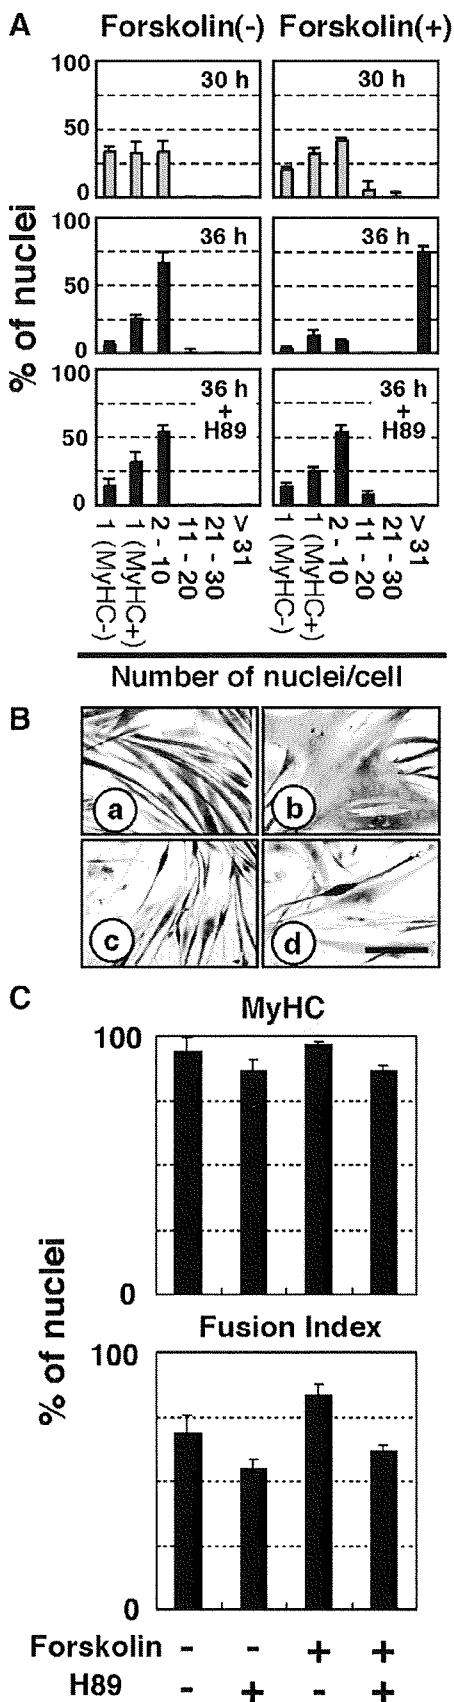 A
Forskolin(-) Forskolin(+)
% of nuclei
100 30 h 30 h
50
0
100 36 h 36 h
50
0
100 36 h + H89 36 h + H89
50
0
1 (MyHC-) 1 (MyHC+) 2 - 10 11 - 20 21 - 30 > 31 1 (MyHC-) 1 (MyHC+) 2 - 10 11 - 20 21 - 30 > 31
Number of nuclei/cell
B
a b
c d
C
MyHC
% of nuclei
100
0
Fusion Index
100
0
Forskolin - - + +
H89 - + - +